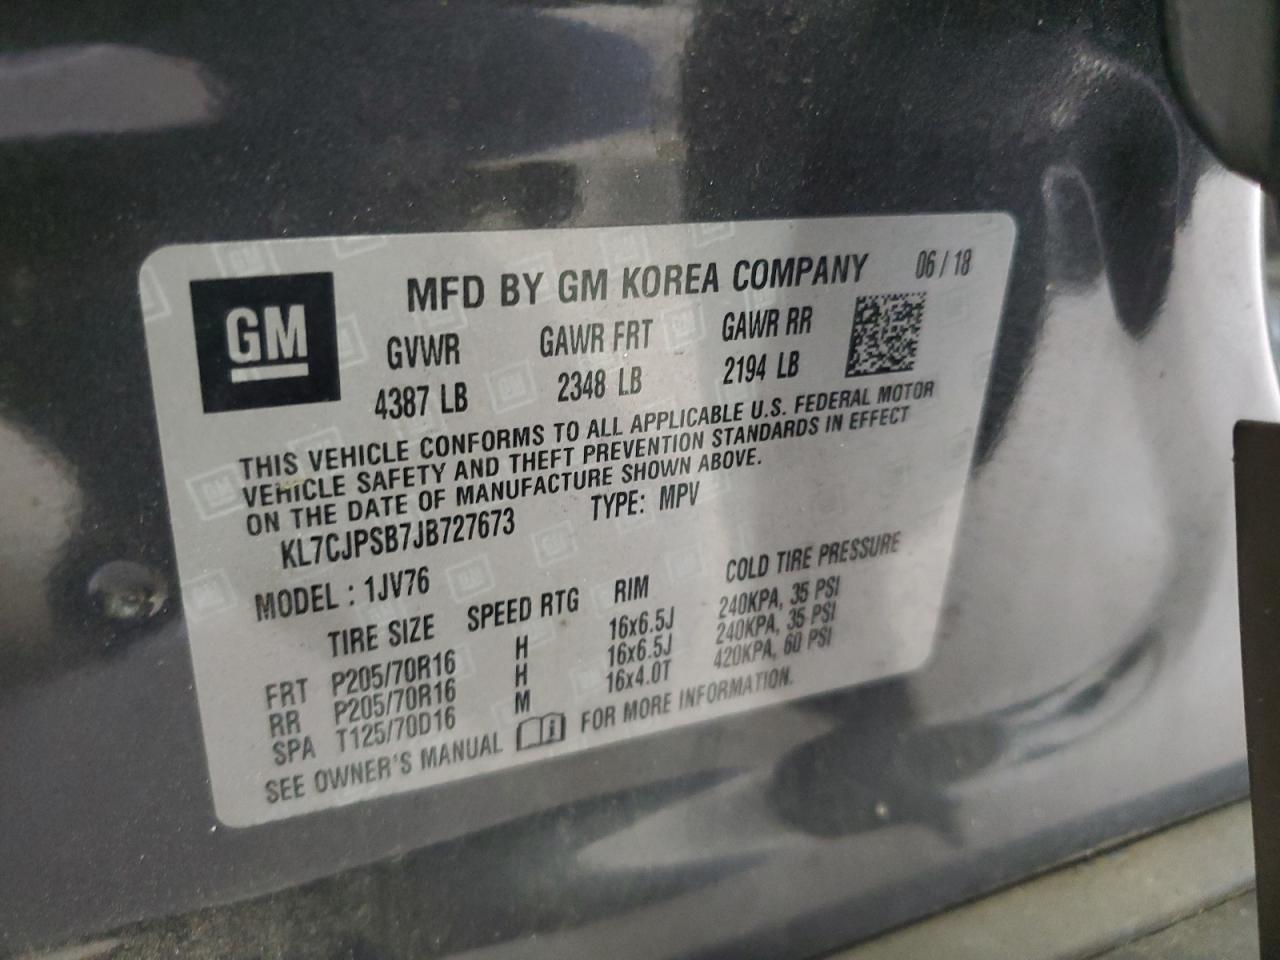 GM
MFD BY GM KOREA COMPANY 06/18
GVWR GAWR FRT GAWR RR
4387 LB 2348 LB 2194 LB
THIS VEHICLE CONFORMS TO ALL APPLICABLE U.S. FEDERAL MOTOR
VEHICLE SAFETY AND THEFT PREVENTION STANDARDS IN EFFECT
ON THE DATE OF MANUFACTURE SHOWN ABOVE.
KL7CJPSB7JB727673 TYPE: MPV
MODEL : 1JV76
TIRE SIZE SPEED RTG RIM COLD TIRE PRESSURE
FRT P205/70R16 H 16x6.5J 240KPA, 35 PSI
RR P205/70R16 H 16x6.5J 240KPA, 35 PSI
SPA T125/70D16 M 16x4.0T 420KPA, 60 PSI
SEE OWNER'S MANUAL FOR MORE INFORMATION.